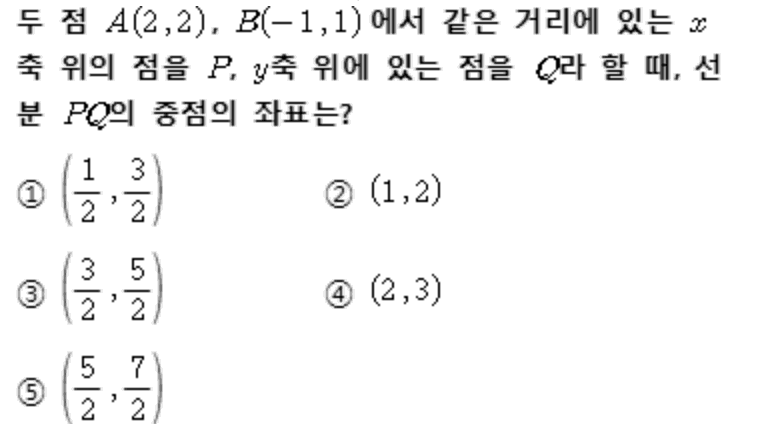 두 점 A(2,2), B(−1,1)에서 같은 거리에 있는 x
축 위의 점을 P, y축 위에 있는 점을 Q라 할 때, 선
분 PQ의 중점의 좌표는?
① (1/2, 3/2) ② (1,2)
③ (3/2, 5/2) ④ (2,3)
⑤ (5/2, 7/2)